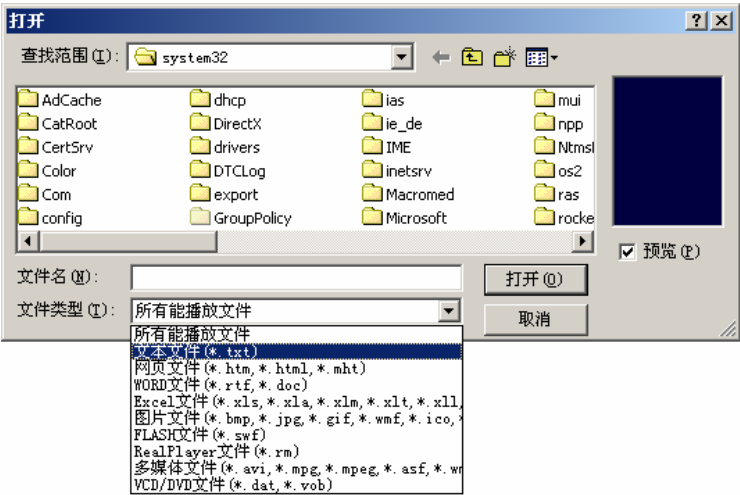 打开
查找范围(I): system32
AdCache dhcp ias mui
CatRoot DirectX ie_de npp
CertSrv drivers IME Ntmsl
Color DTCLog inetsrv os2
Com export Macromed ras
config GroupPolicy Microsoft rocke
预览(P)
文件名(N): 打开(O)
文件类型(T): 所有能播放文件 取消
所有能播放文件
文本文件(*.txt)
网页文件(*.htm,*.html,*.mht)
WORD文件(*.rtf,*.doc)
Excel文件(*.xls,*.xla,*.xlm,*.xlt,*.xll,
图片文件(*.bmp,*.jpg,*.gif,*.wmf,*.ico,*
FLASH文件(*.swf)
RealPlayer文件(*.rm)
多媒体文件(*.avi,*.mpg,*.mpeg,*.asf,*.wm
VCD/DVD文件(*.dat,*.vob)